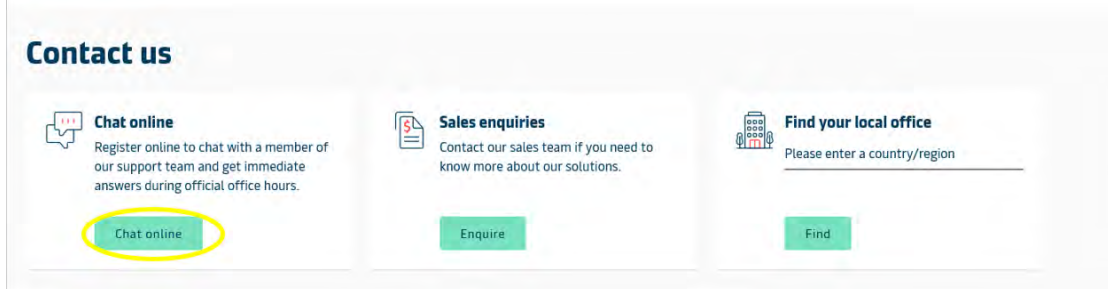 Contact us
Chat online
Register online to chat with a member of
our support team and get immediate
answers during official office hours.
Chat online
Sales enquiries
Contact our sales team if you need to
know more about our solutions.
Enquire
Find your local office
Please enter a country/region
Find